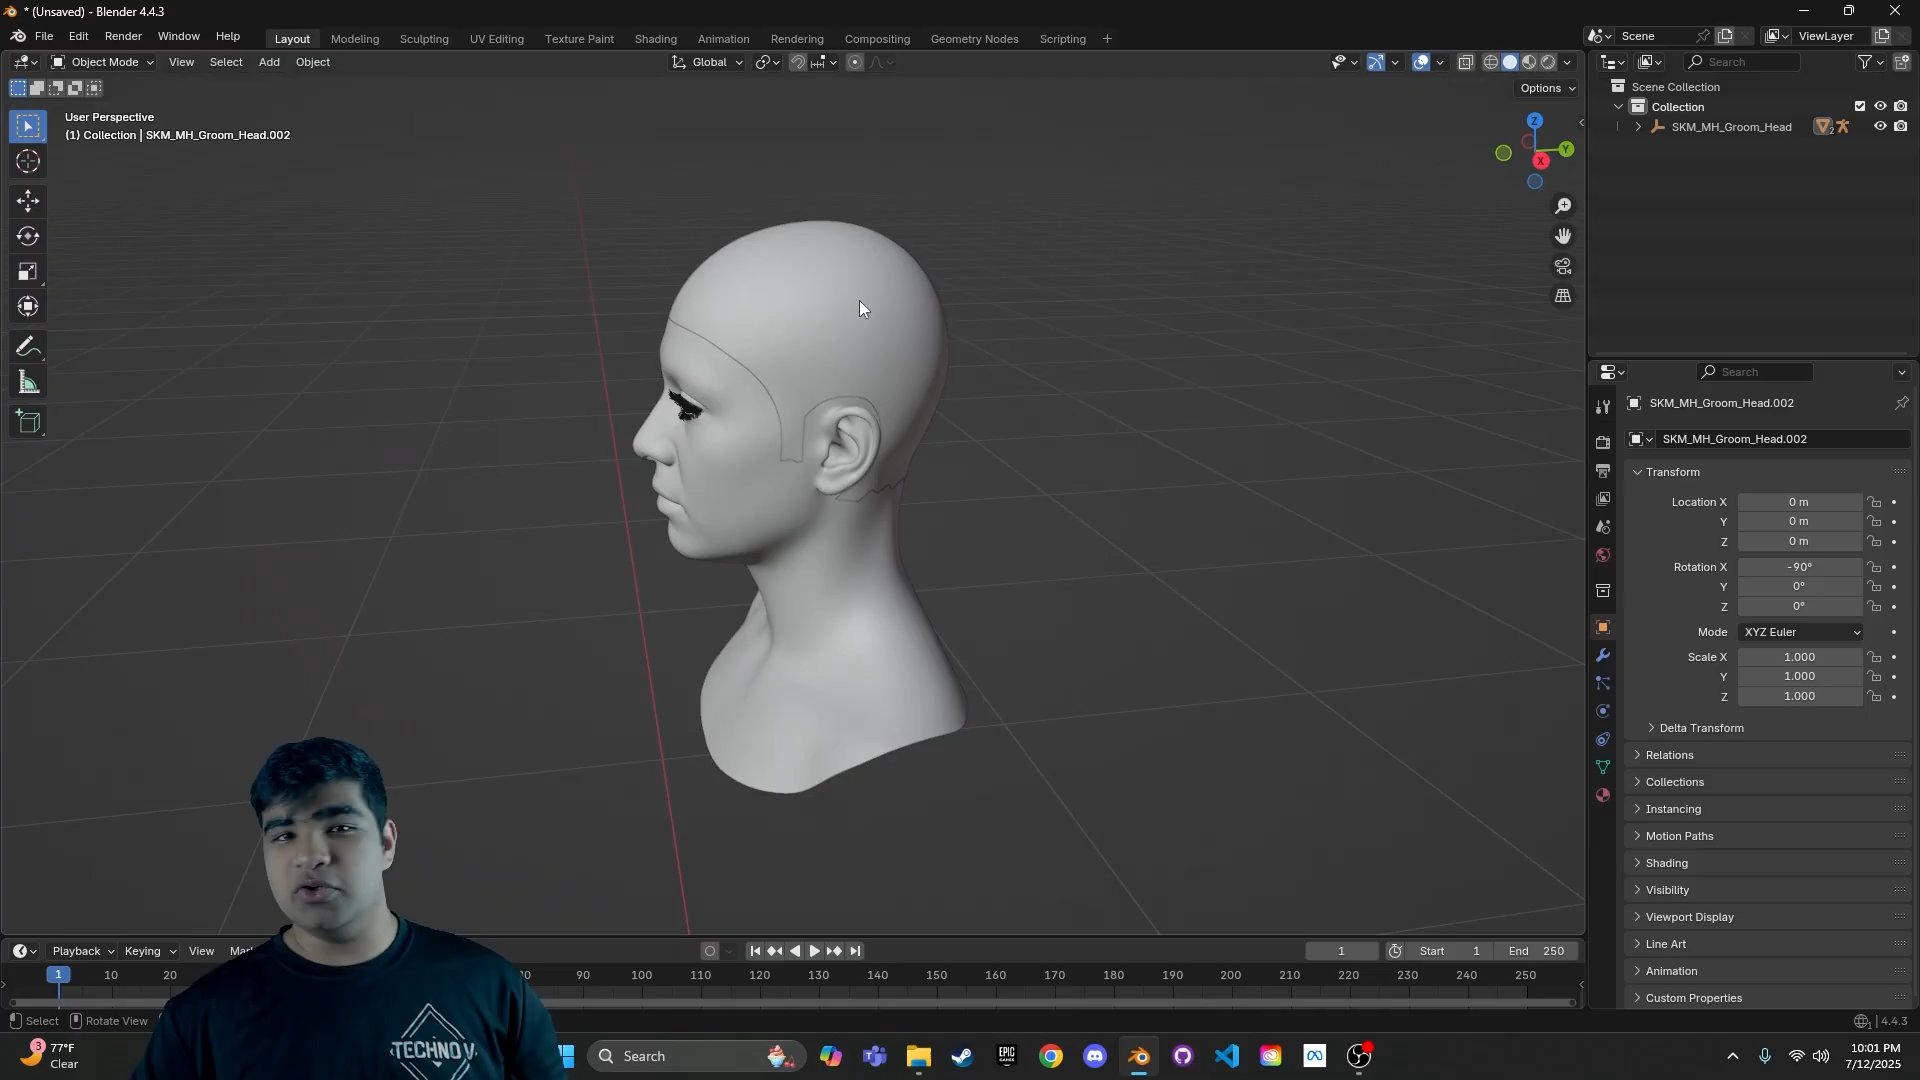 * (Unsaved) - Blender 4.4.3
File Edit Render Window Help
Layout Modeling Sculpting UV Editing Texture Paint Shading Animation Rendering Compositing Geometry Nodes Scripting +
Scene
ViewLayer
Object Mode View Select Add Object
Global
Search
Options
User Perspective
(1) Collection | SKM_MH_Groom_Head.002
Z
Y
X
Scene Collection
Collection
SKM_MH_Groom_Head
2
Search
SKM_MH_Groom_Head.002
SKM_MH_Groom_Head.002
Transform
Location X 0 m
Y 0 m
Z 0 m
Rotation X -90°
Y 0°
Z 0°
Mode XYZ Euler
Scale X 1.000
Y 1.000
Z 1.000
Delta Transform
Relations
Collections
Instancing
Motion Paths
Shading
Visibility
Viewport Display
Line Art
Animation
Custom Properties
Playback Keying View
1
Start 1
End 250
1 10 20 90 100 110 120 130 140 150 160 170 180 190 200 210 220 230 240 250
Select Rotate View
4.4.3
TECHNO V
3
77°F
Clear
Search
EPIC
GAMES
10:01 PM
7/12/2025